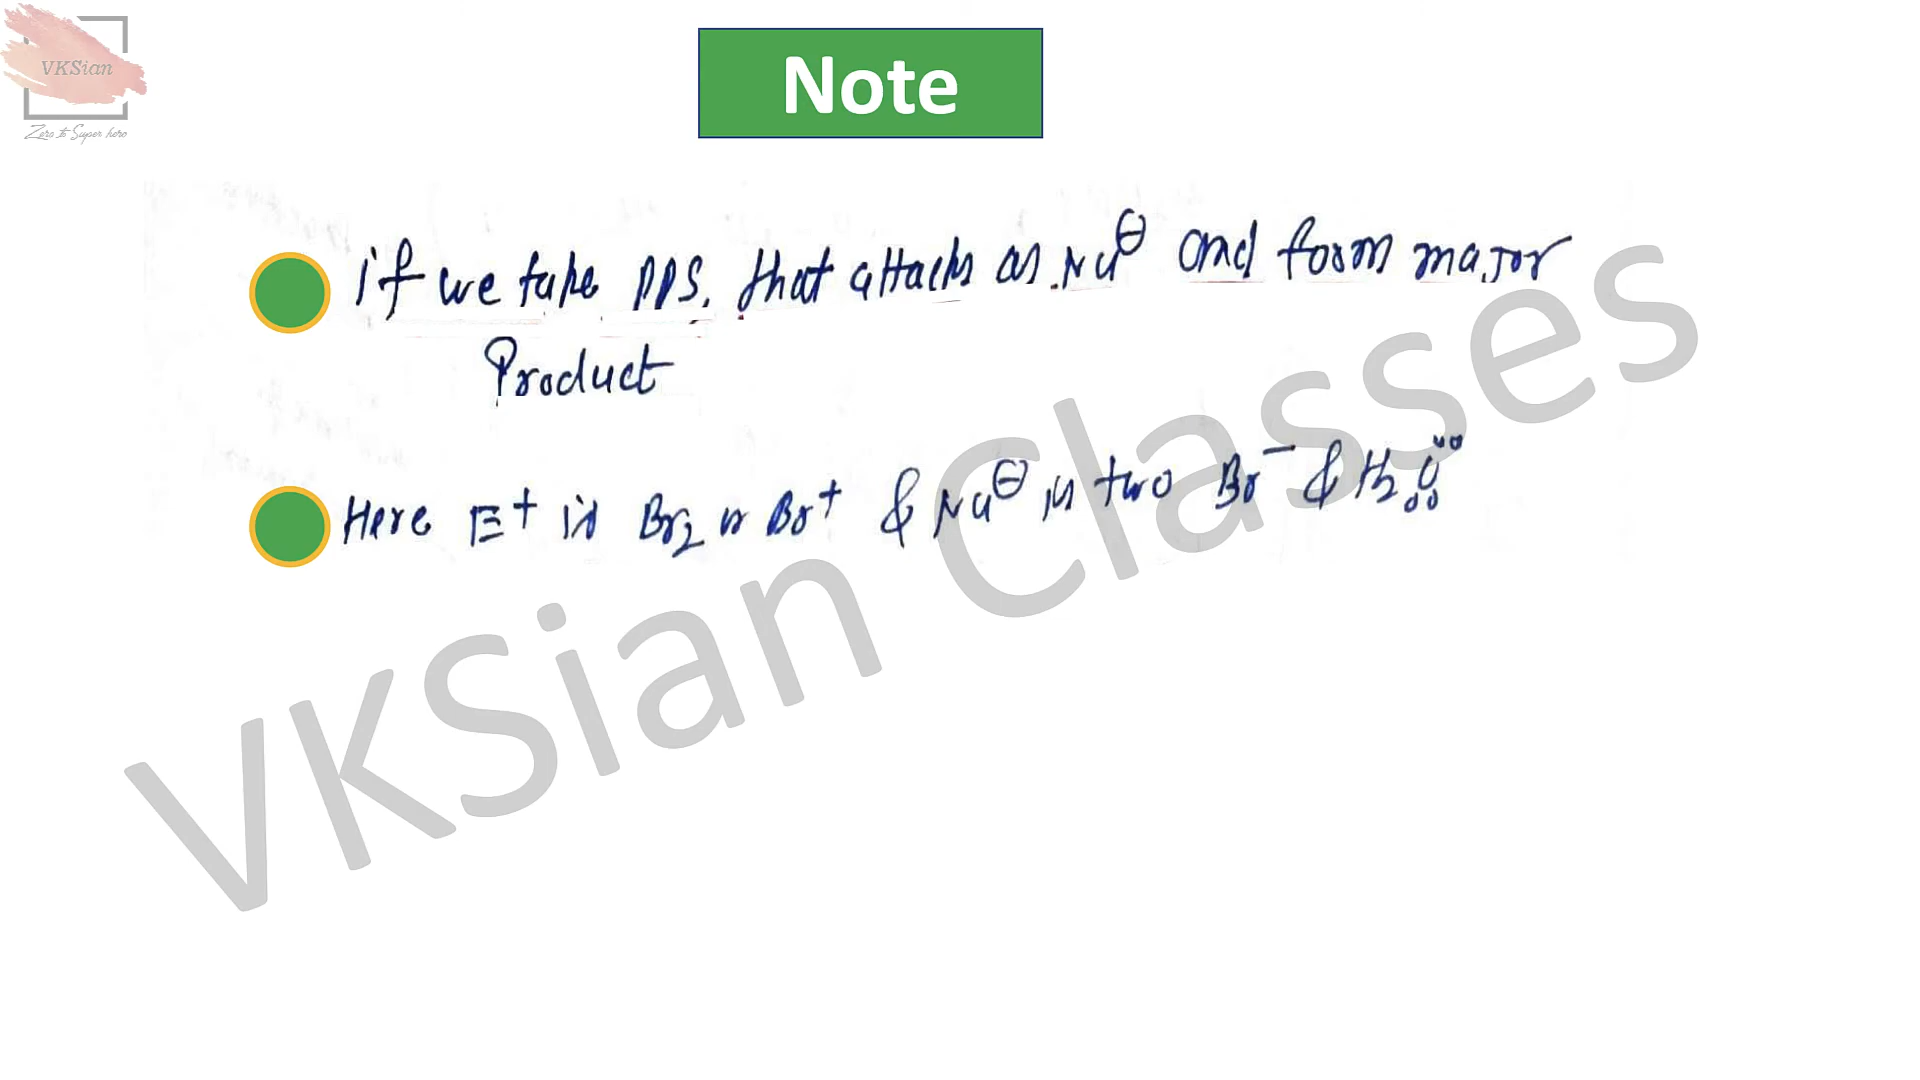 VKSian
Zero to Super hero
Note
if we take PPS, that attacks as Nu⊖ and form major
Product
Here E+ is Br2 or Br+ & Nu⊖ is two Br− & H2O
VKSian Classes